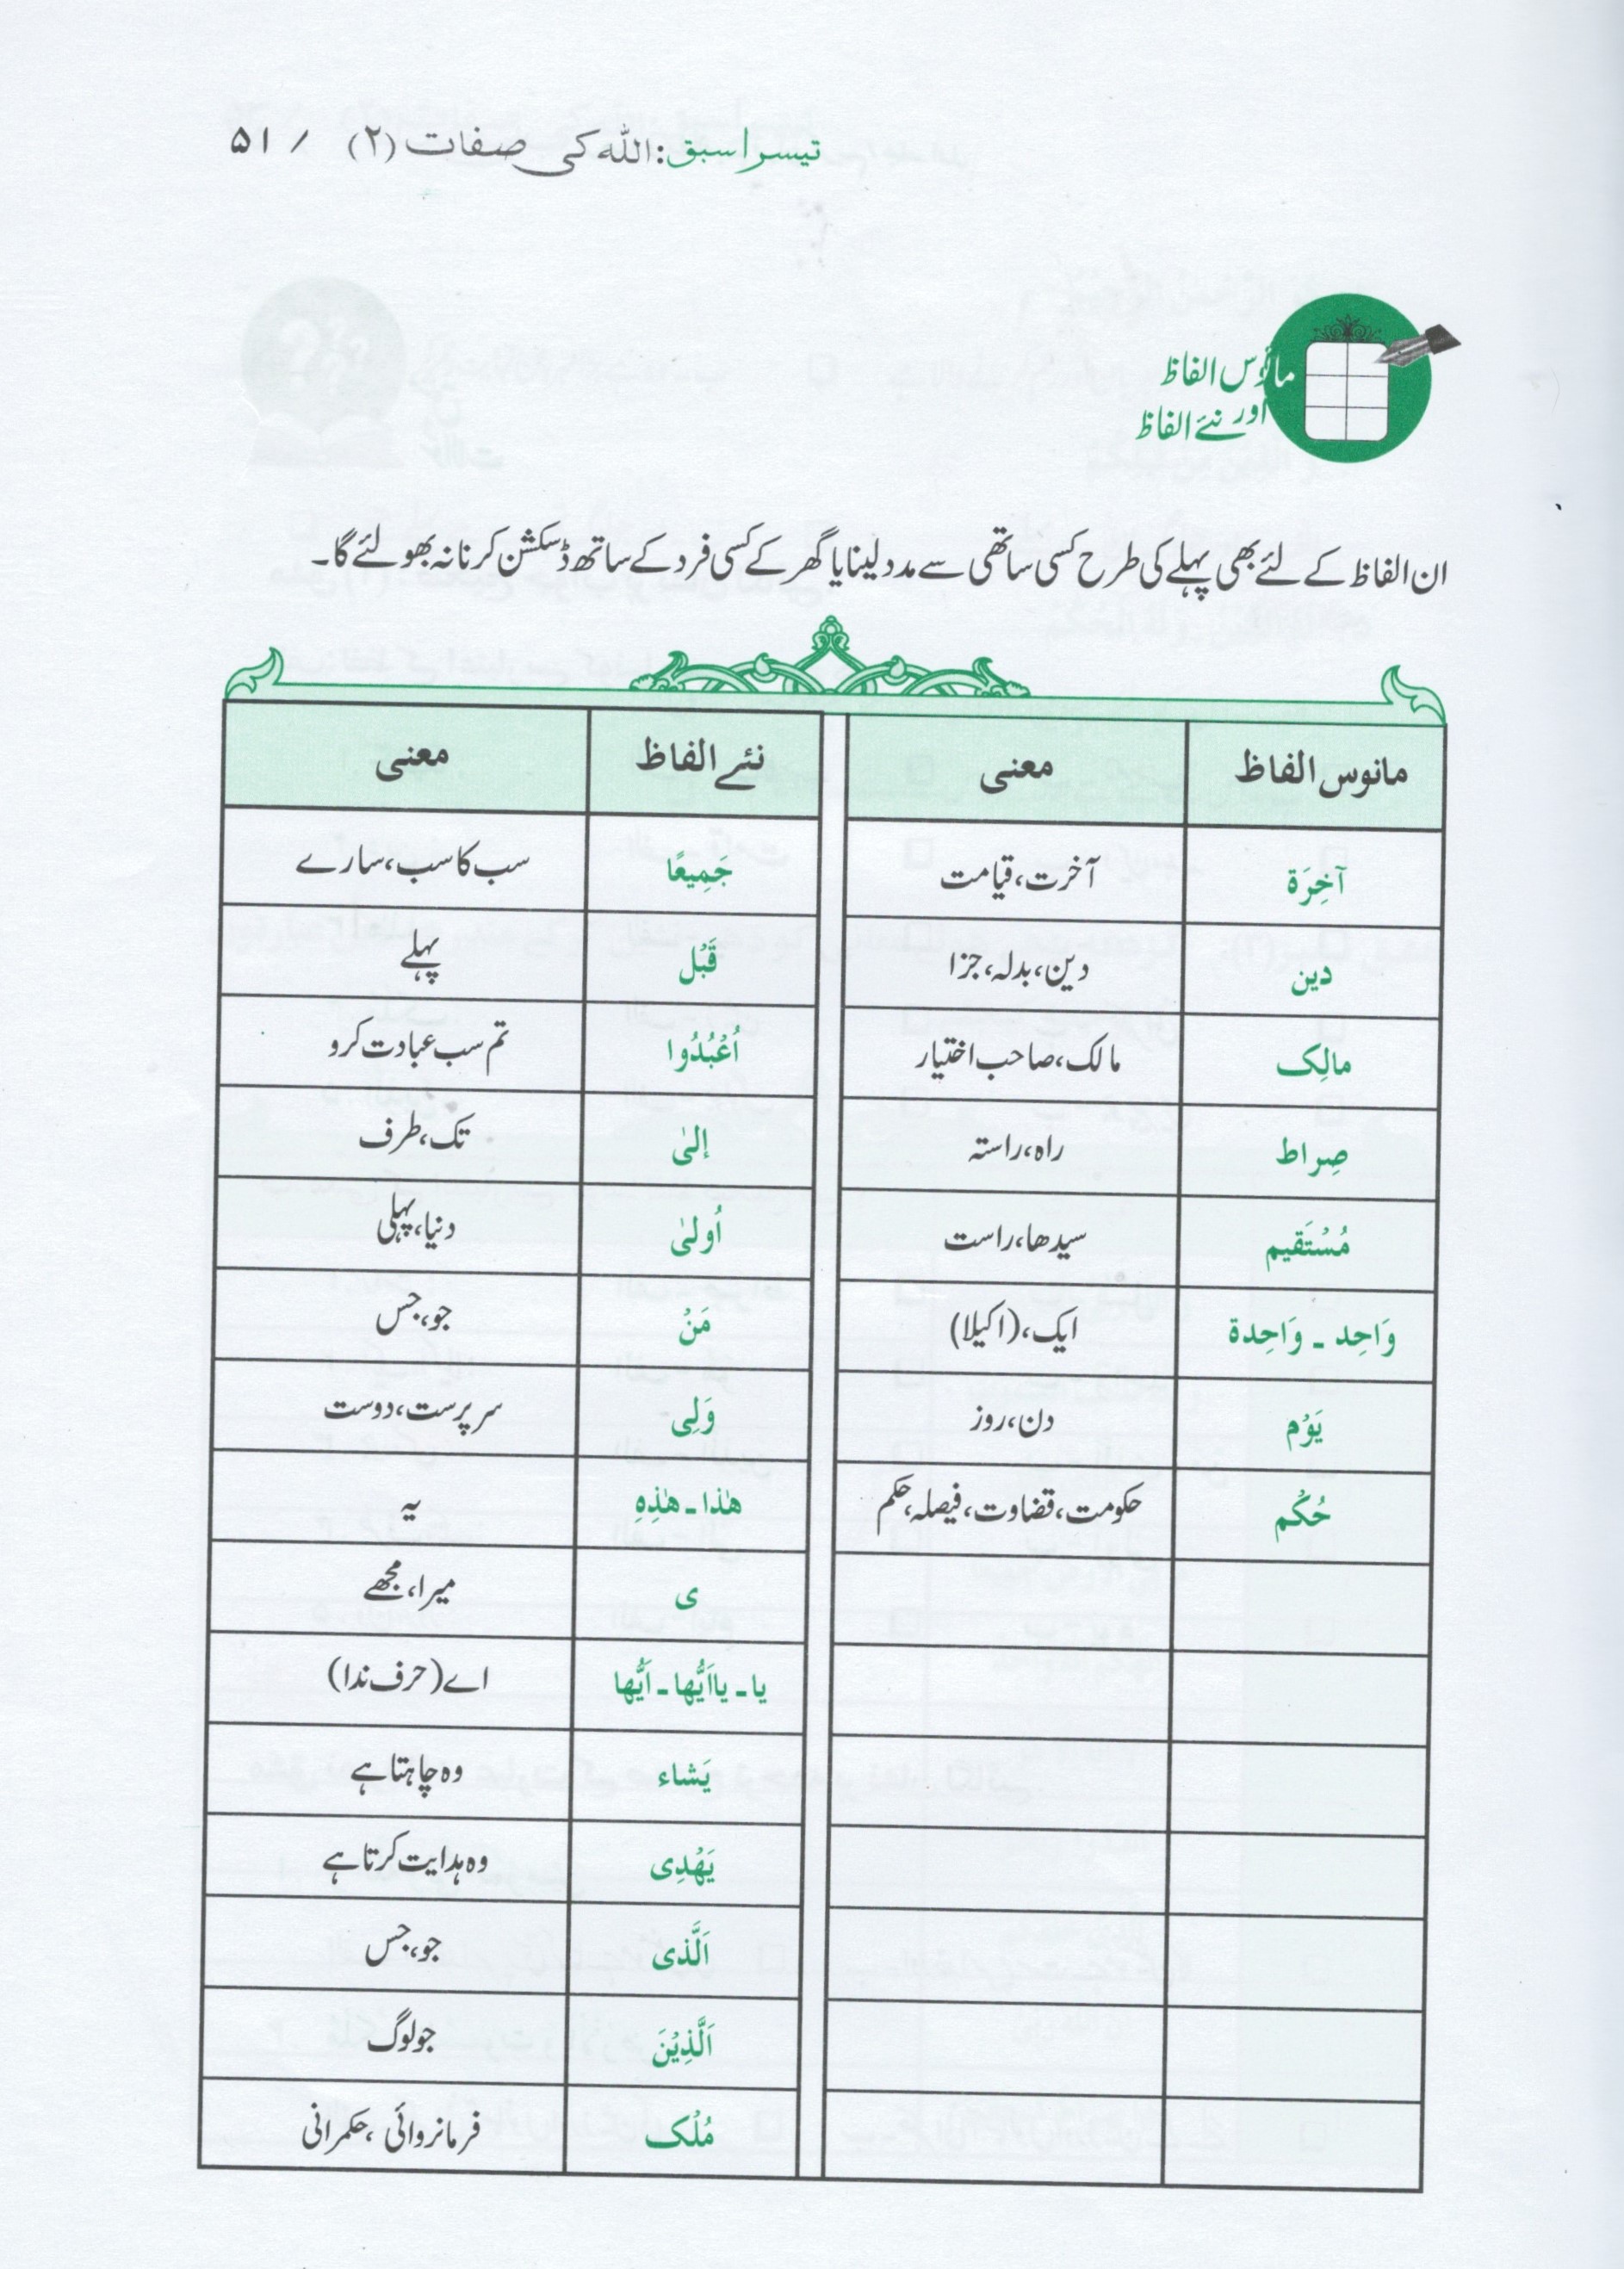 تیسرا سبق: اللہ کی صفات (۲) / ۵۱
مانوس الفاظ
اور نئے الفاظ
ان الفاظ کے لئے بھی پہلے کی طرح کسی ساتھی سے مدد لینا یا گھر کے کسی فرد کے ساتھ ڈسکشن کرنا نہ بھولئے گا۔
مانوس الفاظ معنی نئے الفاظ معنی
آخِرَة آخرت، قیامت جَمِیعًا سب کا سب، سارے
دین دین، بدلہ، جزا قَبْل پہلے
مالِک مالک، صاحب اختیار اُعْبُدُوا تم سب عبادت کرو
صِراط راہ، راستہ إلیٰ تک، طرف
مُسْتَقیم سیدھا، راست اُولیٰ دنیا، پہلی
وَاحِد ۔ وَاحِدة ایک، (اکیلا) مَنْ جو، جس
یَوْم دن، روز وَلِی سرپرست، دوست
حُکْم حکومت، قضاوت، فیصلہ، حکم هٰذا ۔ هٰذِہِ یہ
ی میرا، مجھے
یا ۔ یااَیُّها ۔ اَیُّها اے (حرف ندا)
یَشاء وہ چاہتا ہے
یَهْدِی وہ ہدایت کرتا ہے
اَلَّذی جو، جس
اَلَّذِیْنَ جو لوگ
مُلْک فرمانروائی، حکمرانی